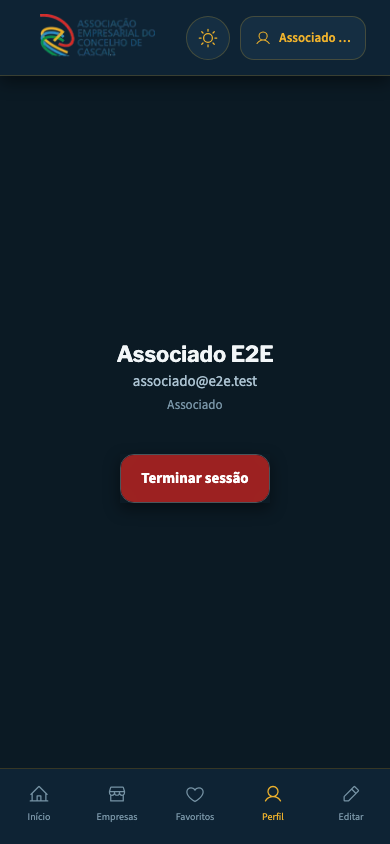 ASSOCIAÇÃO
EMPRESARIAL DO
CONCELHO DE
CASCAIS
Associado ...
Associado E2E
associado@e2e.test
Associado
Terminar sessão
Início
Empresas
Favoritos
Perfil
Editar